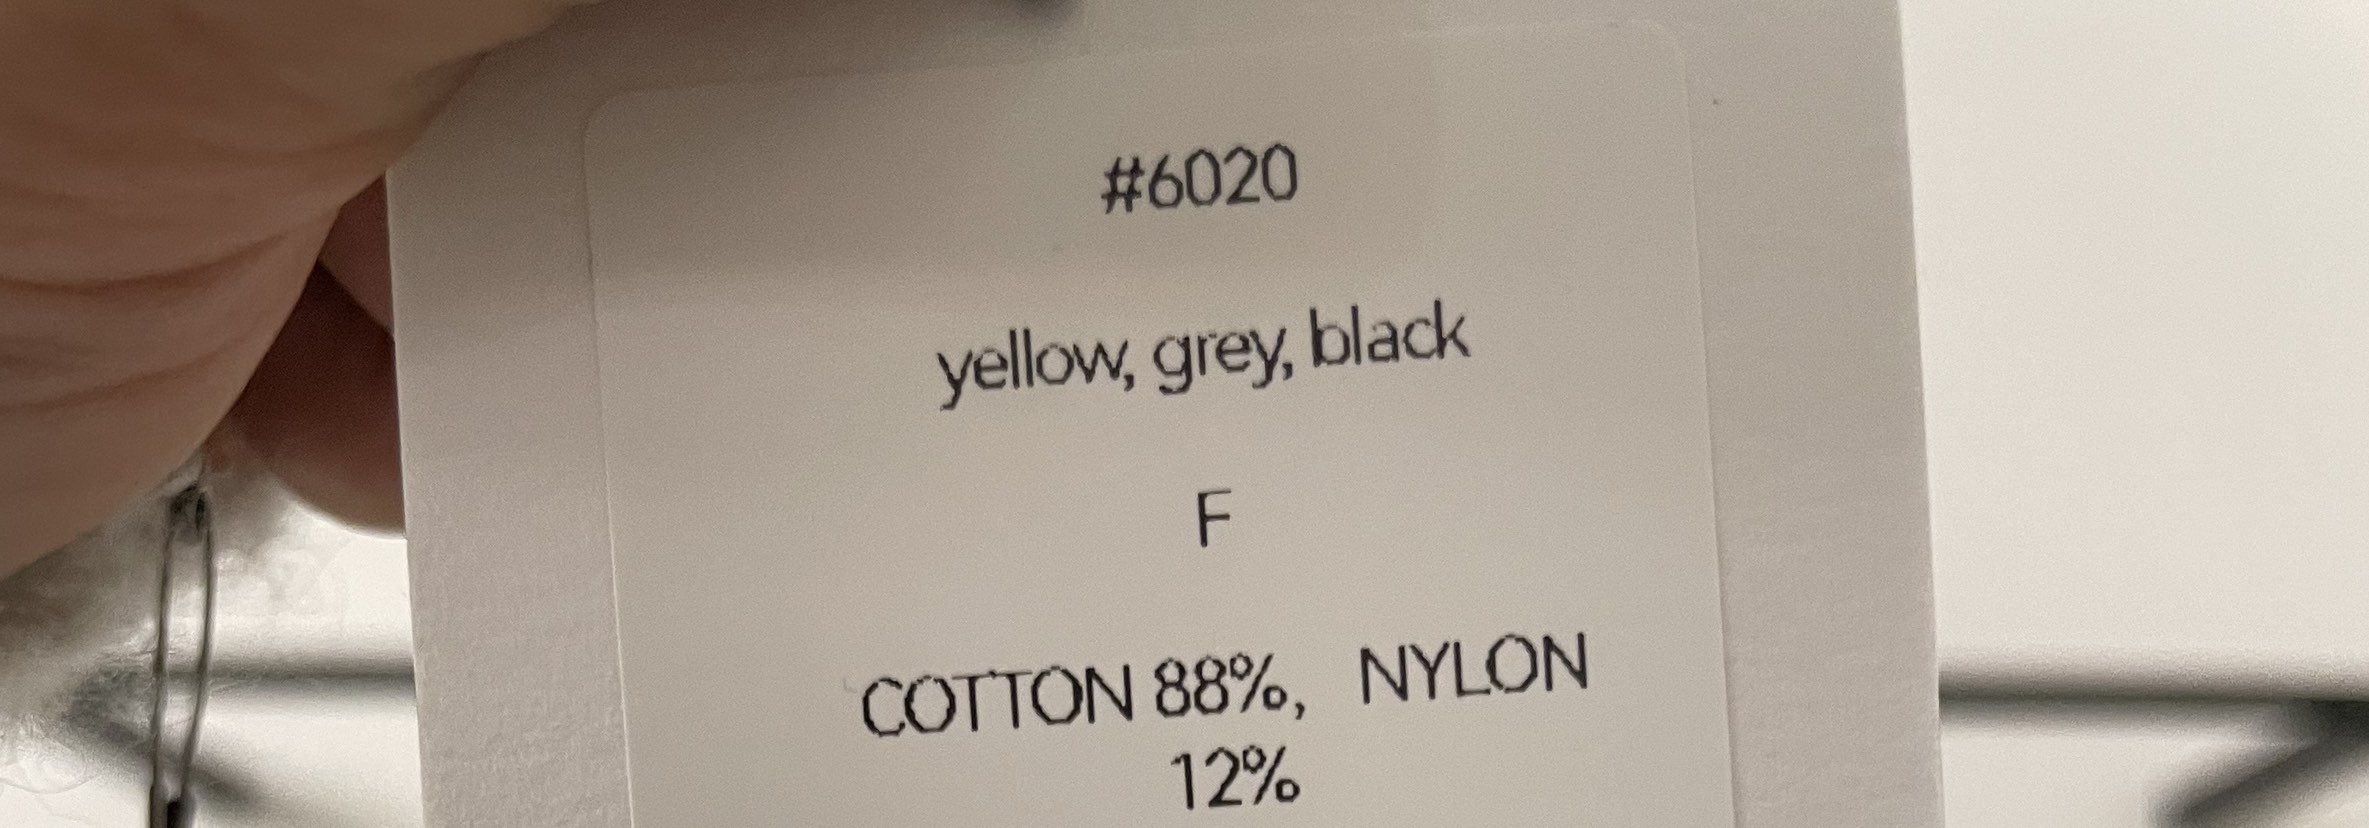 #6020
yellow, grey, black
F
COTTON 88%, NYLON
12%